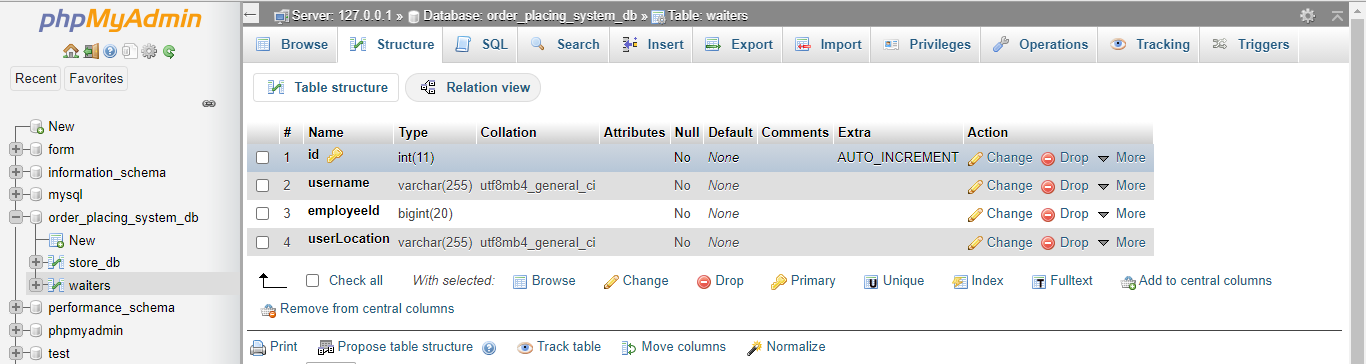 phpMyAdmin
Recent Favorites
New
form
information_schema
mysql
order_placing_system_db
New
store_db
waiters
performance_schema
phpmyadmin
test
Server: 127.0.0.1 » Database: order_placing_system_db » Table: waiters
Browse Structure SQL Search Insert Export Import Privileges Operations Tracking Triggers
Table structure Relation view
# Name Type Collation Attributes Null Default Comments Extra Action
1 id int(11) No None AUTO_INCREMENT Change Drop More
2 username varchar(255) utf8mb4_general_ci No None Change Drop More
3 employeeId bigint(20) No None Change Drop More
4 userLocation varchar(255) utf8mb4_general_ci No None Change Drop More
Check all With selected: Browse Change Drop Primary Unique Index Fulltext Add to central columns
Remove from central columns
Print Propose table structure Track table Move columns Normalize